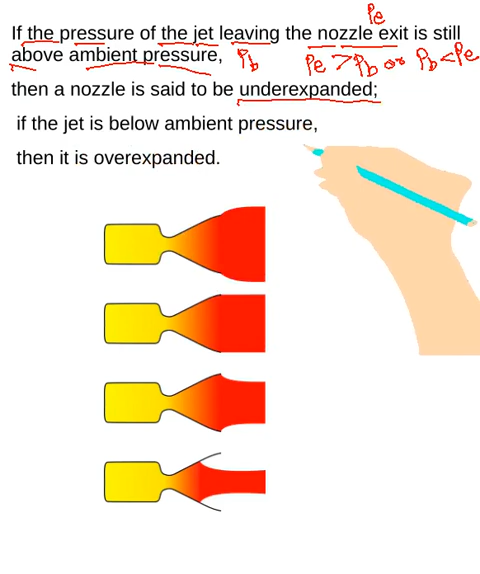 Pe
If the pressure of the jet leaving the nozzle exit is still
above ambient pressure, Pb Pe > Pb or Pb < Pe
then a nozzle is said to be underexpanded;
if the jet is below ambient pressure,
then it is overexpanded.